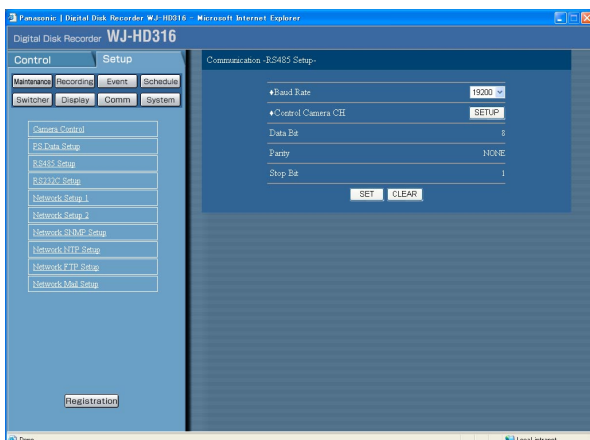 Panasonic | Digital Disk Recorder WJ-HD316 - Microsoft Internet Explorer
Digital Disk Recorder WJ-HD316
Control Setup
Maintenance Recording Event Schedule
Switcher Display Comm System
Camera Control
PS Data Setup
RS485 Setup
RS232C Setup
Network Setup 1
Network Setup 2
Network SNMP Setup
Network NTP Setup
Network FTP Setup
Network Mail Setup
Registration
Communication -RS485 Setup-
♦Baud Rate 19200
♦Control Camera CH SETUP
Data Bit 8
Parity NONE
Stop Bit 1
SET CLEAR
Done Local intranet